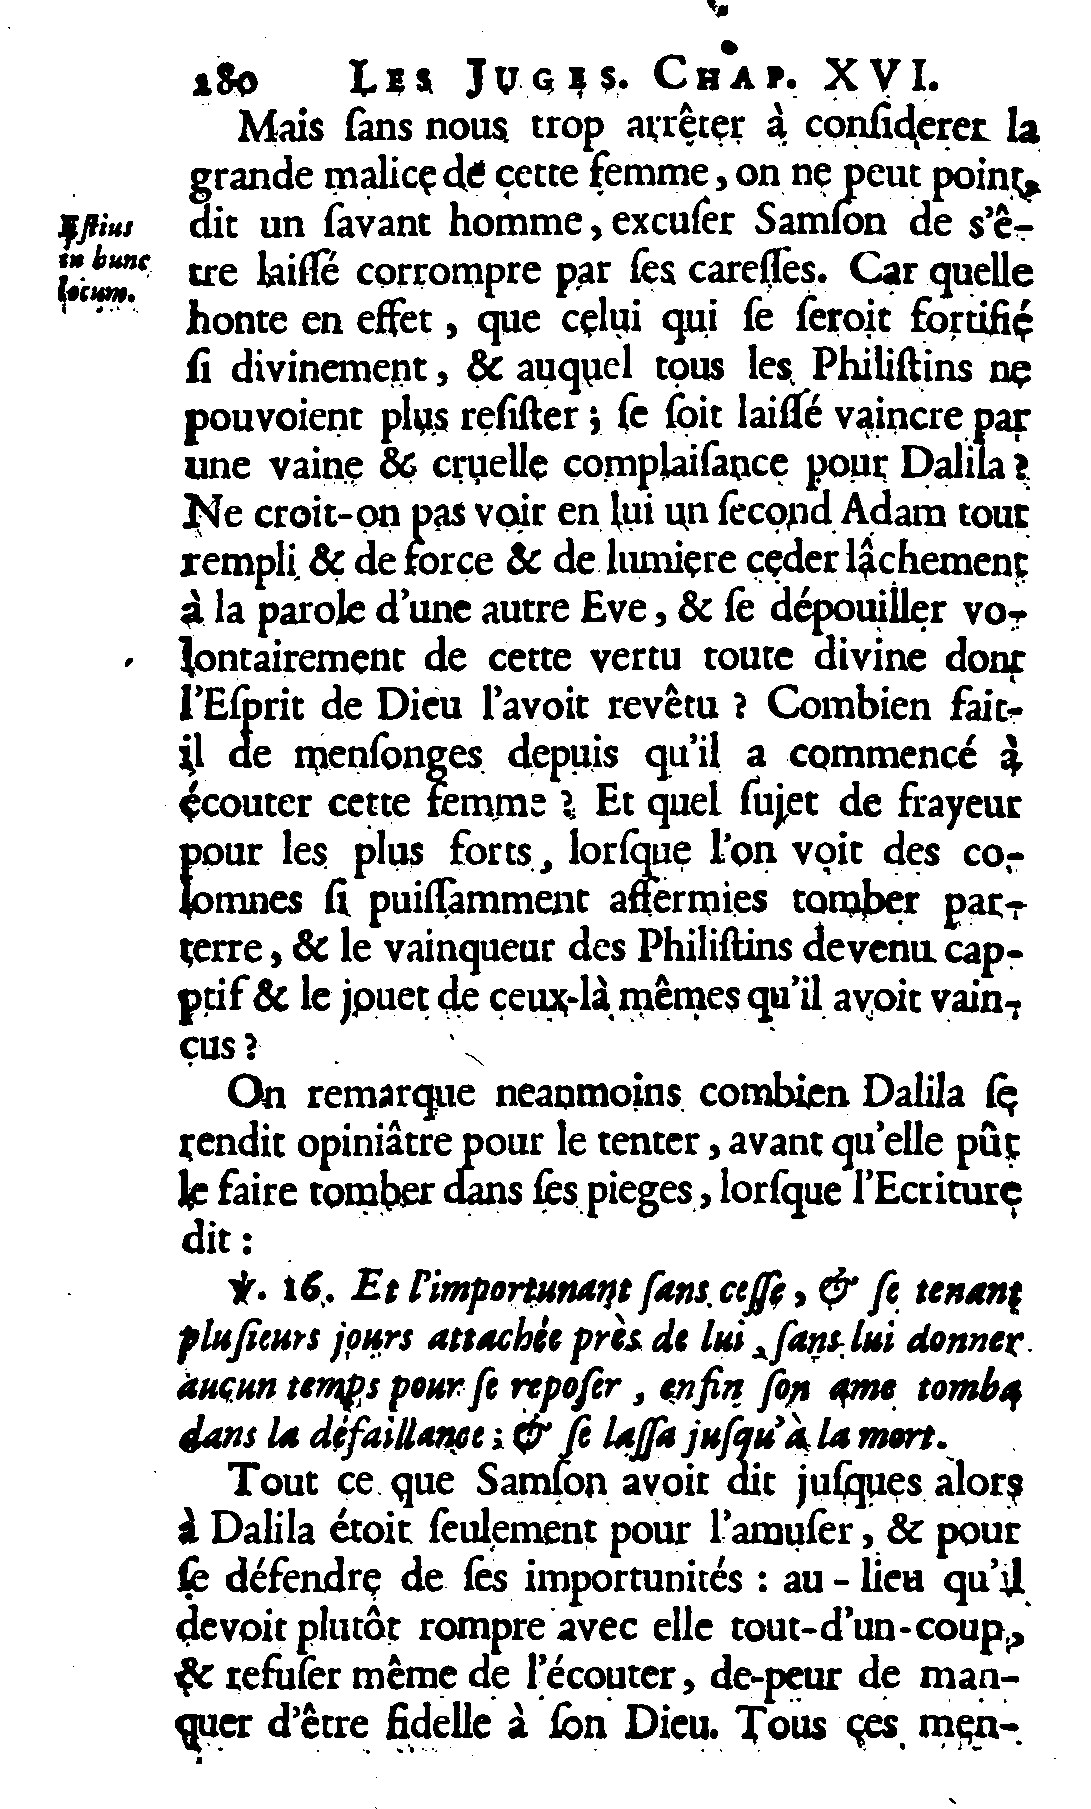 180 LES JUGES. CHAP. XVI.
Mais ſans nous trop arrêter à conſiderer la
grande malice de cette femme, on ne peut point,
dit un ſavant homme, excuſer Samſon de s'ê-
tre laiſſé corrompre par ſes careſſes. Car quelle
honte en effet, que celui qui ſe ſeroit fortifié
ſi divinement, & auquel tous les Philiſtins ne
pouvoient plus reſiſter; ſe ſoit laiſſé vaincre par
une vaine & cruelle complaiſance pour Dalila?
Ne croit-on pas voir en lui un ſecond Adam tout
rempli & de force & de lumiere ceder lâchement
à la parole d'une autre Eve, & ſe dépouiller vo-
lontairement de cette vertu toute divine dont
l'Eſprit de Dieu l'avoit revêtu? Combien fait-
il de menſonges depuis qu'il a commencé à
écouter cette femme? Et quel ſujet de frayeur
pour les plus forts, lorſque l'on voit des co-
lomnes ſi puiſſamment affermies tomber par-
terre, & le vainqueur des Philiſtins devenu cap-
ptif & le jouet de ceux-là mêmes qu'il avoit vain-
cus?
On remarque neanmoins combien Dalila ſe
rendit opiniâtre pour le tenter, avant qu'elle pût
le faire tomber dans ſes pieges, lorſque l'Ecriture
dit:
℣. 16. Et l'importunant ſans ceſſe, & ſe tenant
pluſieurs jours attachée près de lui, ſans lui donner
aucun temps pour ſe repoſer, enfin ſon ame tomba
dans la défaillance; & ſe laſſa juſqu'à la mort.
Tout ce que Samſon avoit dit juſques alors
à Dalila étoit ſeulement pour l'amuſer, & pour
ſe défendre de ſes importunités: au-lieu qu'il
devoit plutôt rompre avec elle tout-d'un-coup,
& refuſer même de l'écouter, de-peur de man-
quer d'être fidelle à ſon Dieu. Tous ces men-
Eſtius
in hunc
locum.